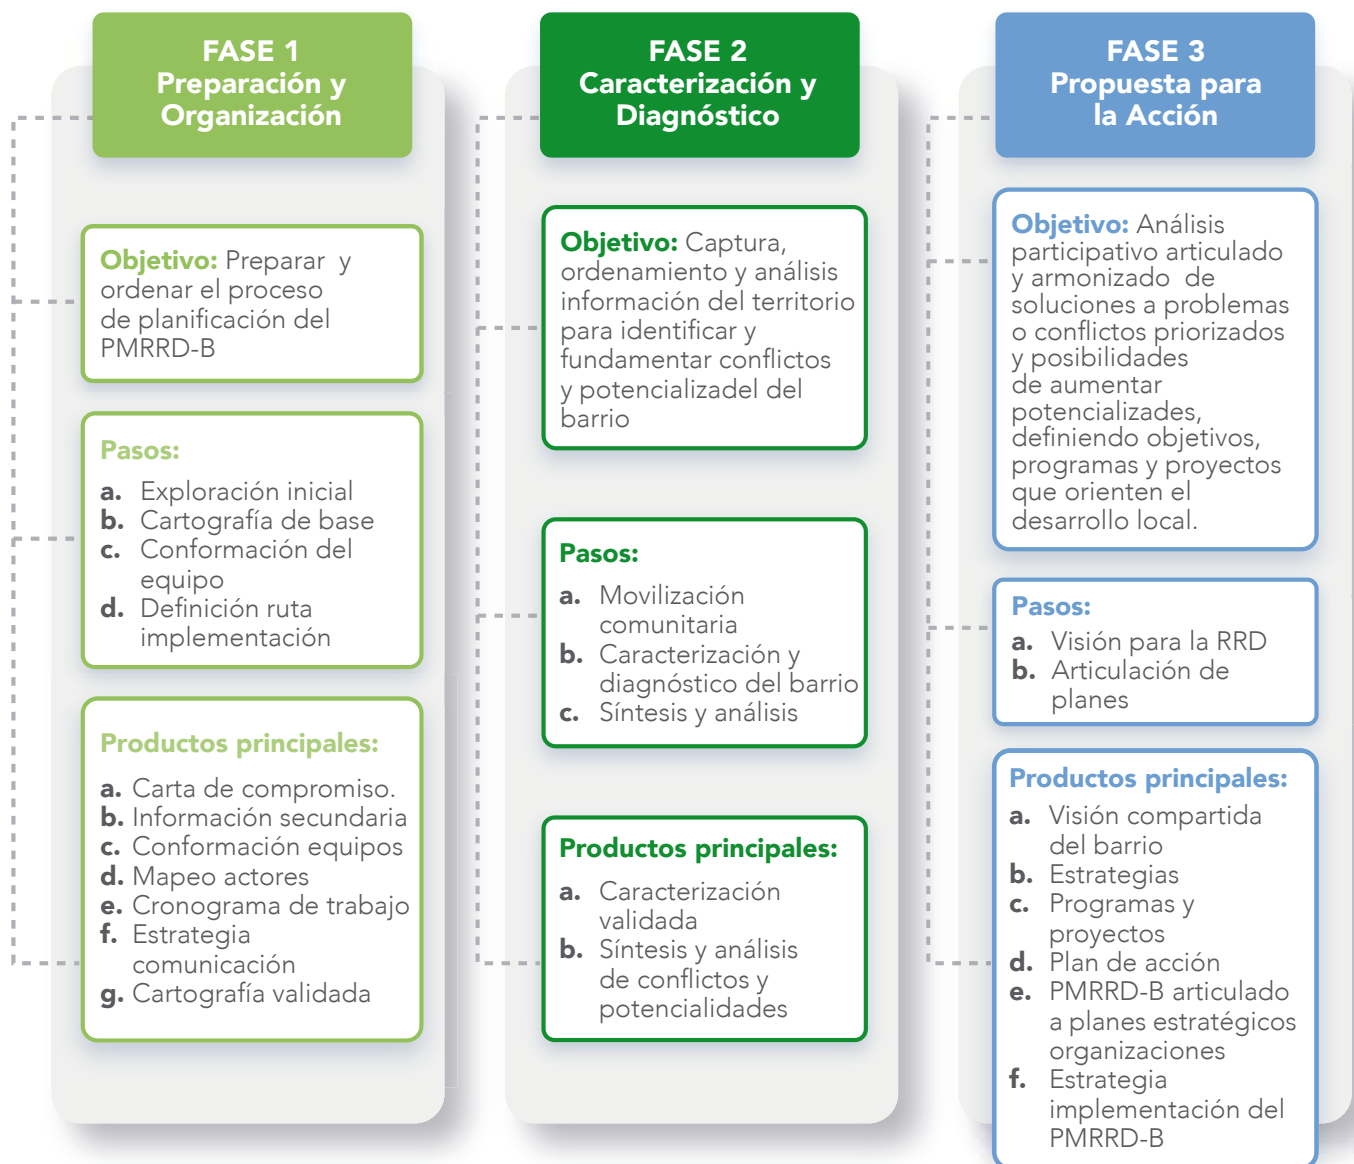 FASE 1
Preparación y
Organización
Objetivo: Preparar y
ordenar el proceso
de planificación del
PMRRD-B
Pasos:
a. Exploración inicial
b. Cartografía de base
c. Conformación del
equipo
d. Definición ruta
implementación
Productos principales:
a. Carta de compromiso.
b. Información secundaria
c. Conformación equipos
d. Mapeo actores
e. Cronograma de trabajo
f. Estrategia
comunicación
g. Cartografía validada
FASE 2
Caracterización y
Diagnóstico
Objetivo: Captura,
ordenamiento y análisis
información del territorio
para identificar y
fundamentar conflictos
y potencializadel del
barrio
Pasos:
a. Movilización
comunitaria
b. Caracterización y
diagnóstico del barrio
c. Síntesis y análisis
Productos principales:
a. Caracterización
validada
b. Síntesis y análisis
de conflictos y
potencialidades
FASE 3
Propuesta para
la Acción
Objetivo: Análisis
participativo articulado
y armonizado de
soluciones a problemas
o conflictos priorizados
y posibilidades
de aumentar
potencializades,
definiendo objetivos,
programas y proyectos
que orienten el
desarrollo local.
Pasos:
a. Visión para la RRD
b. Articulación de
planes
Productos principales:
a. Visión compartida
del barrio
b. Estrategias
c. Programas y
proyectos
d. Plan de acción
e. PMRRD-B articulado
a planes estratégicos
organizaciones
f. Estrategia
implementación del
PMRRD-B